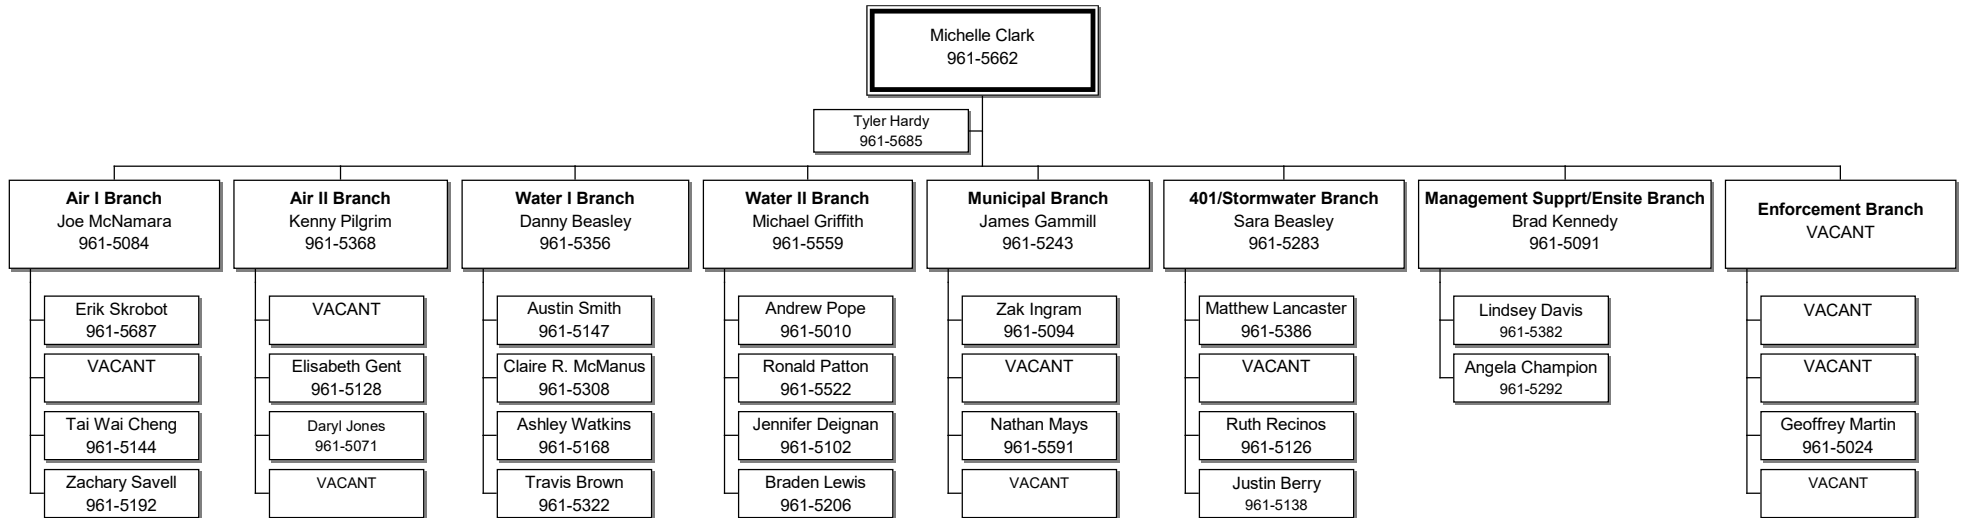 Michelle Clark
961-5662
Tyler Hardy
961-5685
Air I Branch
Joe McNamara
961-5084
Erik Skrobot
961-5687
VACANT
Tai Wai Cheng
961-5144
Zachary Savell
961-5192
Air II Branch
Kenny Pilgrim
961-5368
VACANT
Elisabeth Gent
961-5128
Daryl Jones
961-5071
VACANT
Water I Branch
Danny Beasley
961-5356
Austin Smith
961-5147
Claire R. McManus
961-5308
Ashley Watkins
961-5168
Travis Brown
961-5322
Water II Branch
Michael Griffith
961-5559
Andrew Pope
961-5010
Ronald Patton
961-5522
Jennifer Deignan
961-5102
Braden Lewis
961-5206
Municipal Branch
James Gammill
961-5243
Zak Ingram
961-5094
VACANT
Nathan Mays
961-5591
VACANT
401/Stormwater Branch
Sara Beasley
961-5283
Matthew Lancaster
961-5386
VACANT
Ruth Recinos
961-5126
Justin Berry
961-5138
Management Supprt/Ensite Branch
Brad Kennedy
961-5091
Lindsey Davis
961-5382
Angela Champion
961-5292
Enforcement Branch
VACANT
VACANT
VACANT
Geoffrey Martin
961-5024
VACANT